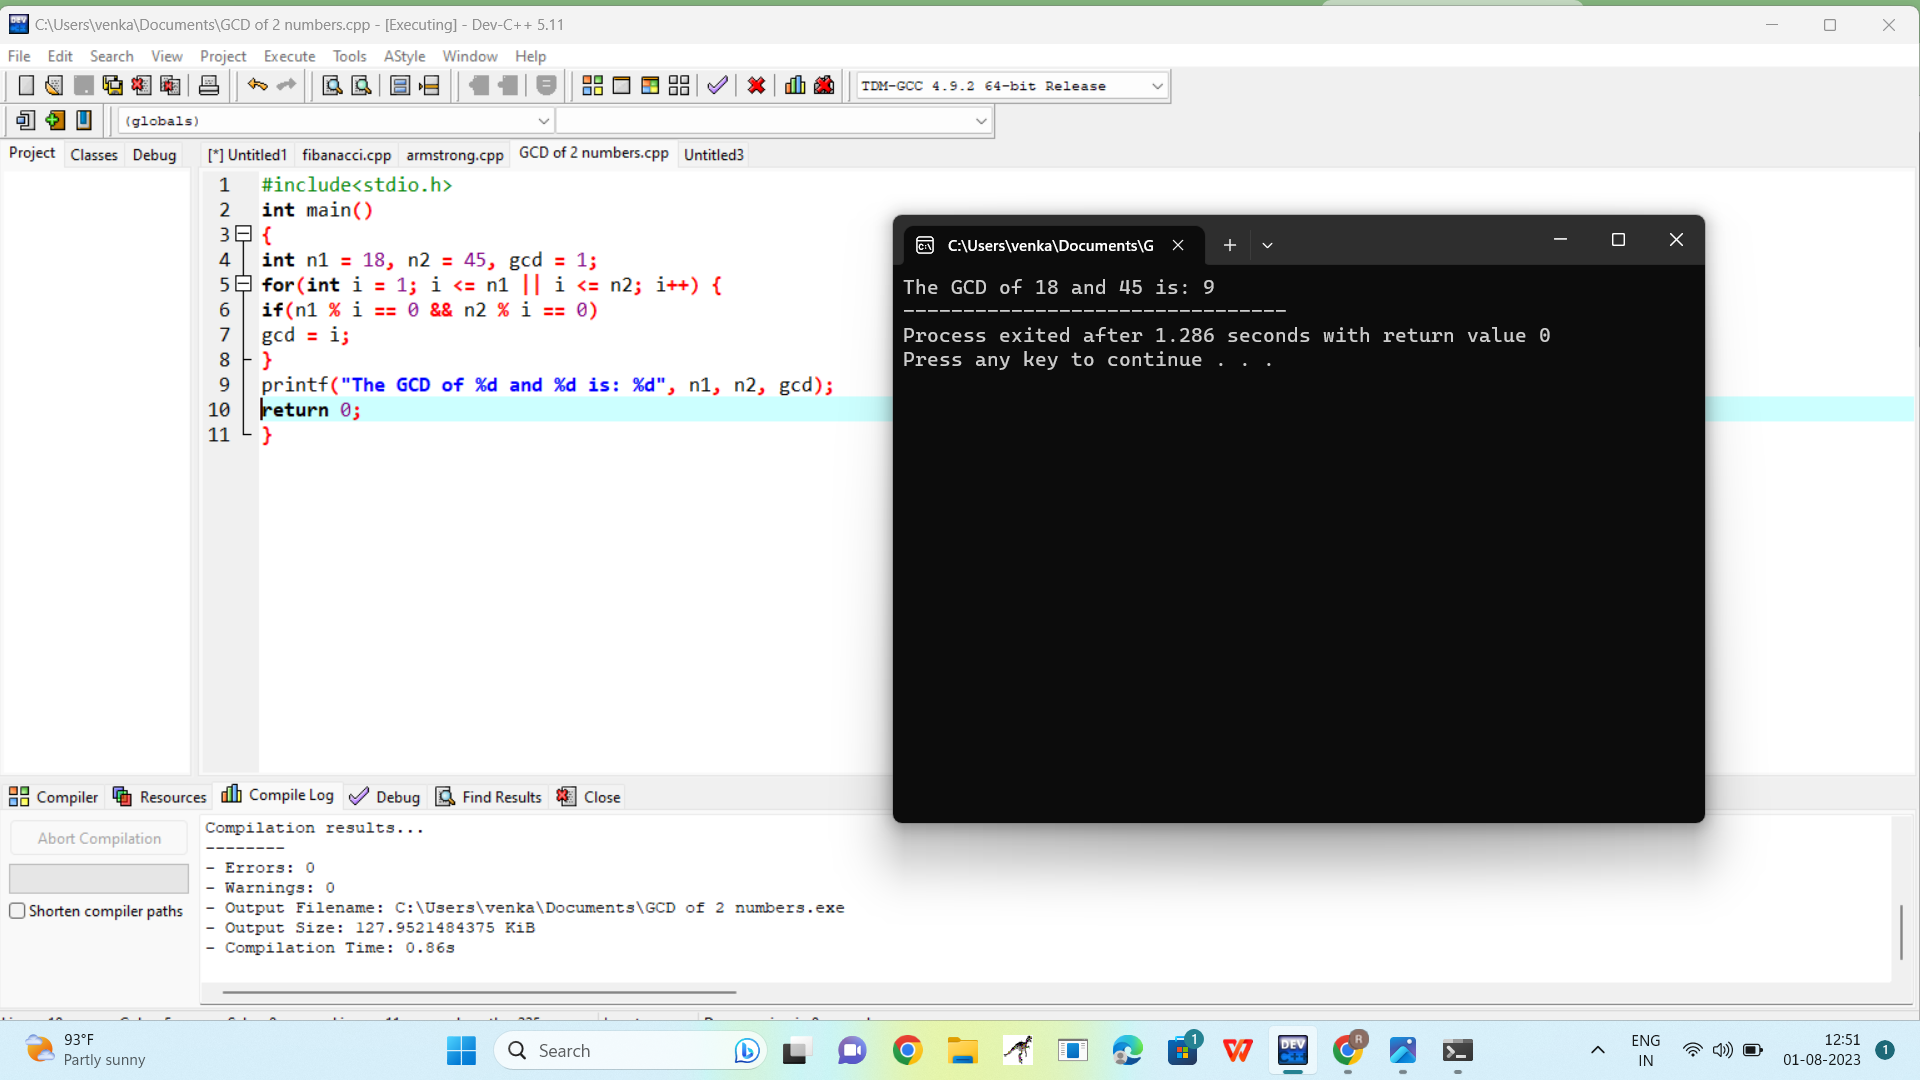 C:\Users\venka\Documents\GCD of 2 numbers.cpp - [Executing] - Dev-C++ 5.11
File Edit Search View Project Execute Tools AStyle Window Help
TDM-GCC 4.9.2 64-bit Release
(globals)
Project Classes Debug
[*] Untitled1 fibanacci.cpp armstrong.cpp GCD of 2 numbers.cpp Untitled3
1 #include<stdio.h>
2 int main()
3 {
4 int n1 = 18, n2 = 45, gcd = 1;
5 for(int i = 1; i <= n1 || i <= n2; i++) {
6 if(n1 % i == 0 && n2 % i == 0)
7 gcd = i;
8 }
9 printf("The GCD of %d and %d is: %d", n1, n2, gcd);
10 return 0;
11 }
C:\Users\venka\Documents\G
The GCD of 18 and 45 is: 9
--------------------------------
Process exited after 1.286 seconds with return value 0
Press any key to continue . . .
Compiler Resources Compile Log Debug Find Results Close
Abort Compilation
Shorten compiler paths
Compilation results...
--------
- Errors: 0
- Warnings: 0
- Output Filename: C:\Users\venka\Documents\GCD of 2 numbers.exe
- Output Size: 127.9521484375 KiB
- Compilation Time: 0.86s
93°F
Partly sunny
Search
1
DEV C++
R
ENG
IN
12:51
01-08-2023
1